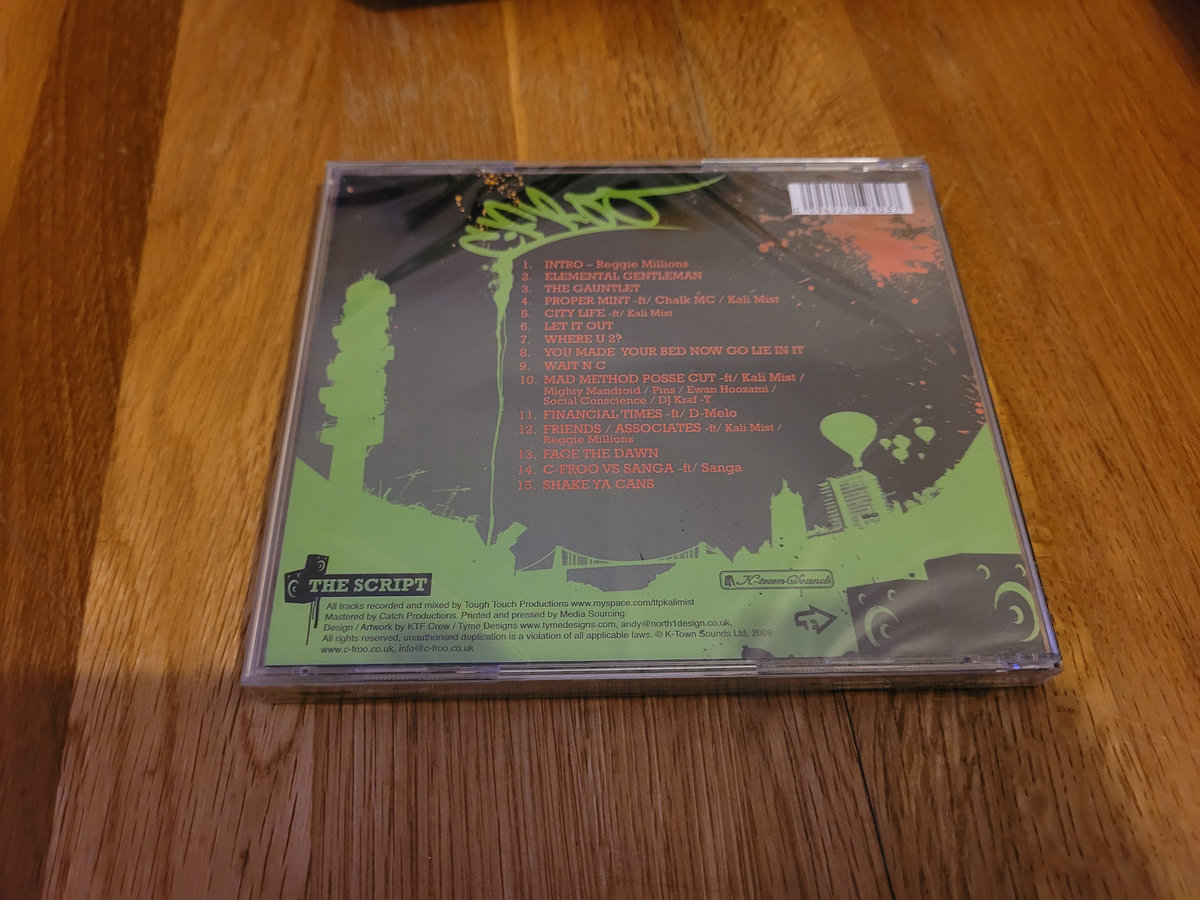 C-FROO
1. INTRO – Reggie Millions
2. ELEMENTAL GENTLEMAN
3. THE GAUNTLET
4. PROPER MINT -ft/ Chalk MC / Kali Mist
5. CITY LIFE -ft/ Kali Mist
6. LET IT OUT
7. WHERE U 2?
8. YOU MADE YOUR BED NOW GO LIE IN IT
9. WAIT N C
10. MAD METHOD POSSE CUT -ft/ Kali Mist /
Mighty Mandroid / Pins / Ewan Hoozami /
Social Conscience / DJ Kraf -T
11. FINANCIAL TIMES -ft/ D-Melo
12. FRIENDS / ASSOCIATES -ft/ Kali Mist /
Reggie Millions
13. FACE THE DAWN
14. C-FROO VS SANGA -ft/ Sanga
15. SHAKE YA CANS
THE SCRIPT
K-town Sounds
All tracks recorded and mixed by Tough Touch Productions www.myspace.com/ttpkalimist
Mastered by Catch Productions. Printed and pressed by Media Sourcing.
Design / Artwork by KTF Crew / Tyme Designs www.tymedesigns.com, andy@north1design.co.uk,
All rights reserved, unauthorised duplication is a violation of all applicable laws. © K-Town Sounds Ltd. 2009
www.c-froo.co.uk, info@c-froo.co.uk